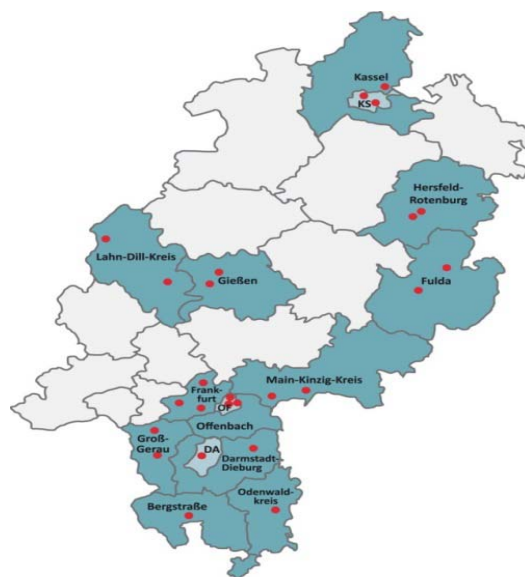 Kassel
KS
Hersfeld-
Rotenburg
Lahn-Dill-Kreis
Gießen
Fulda
Main-Kinzig-Kreis
Frank-
furt
OF
Offenbach
Groß-
Gerau
DA
Darmstadt-
Dieburg
Odenwald-
kreis
Bergstraße